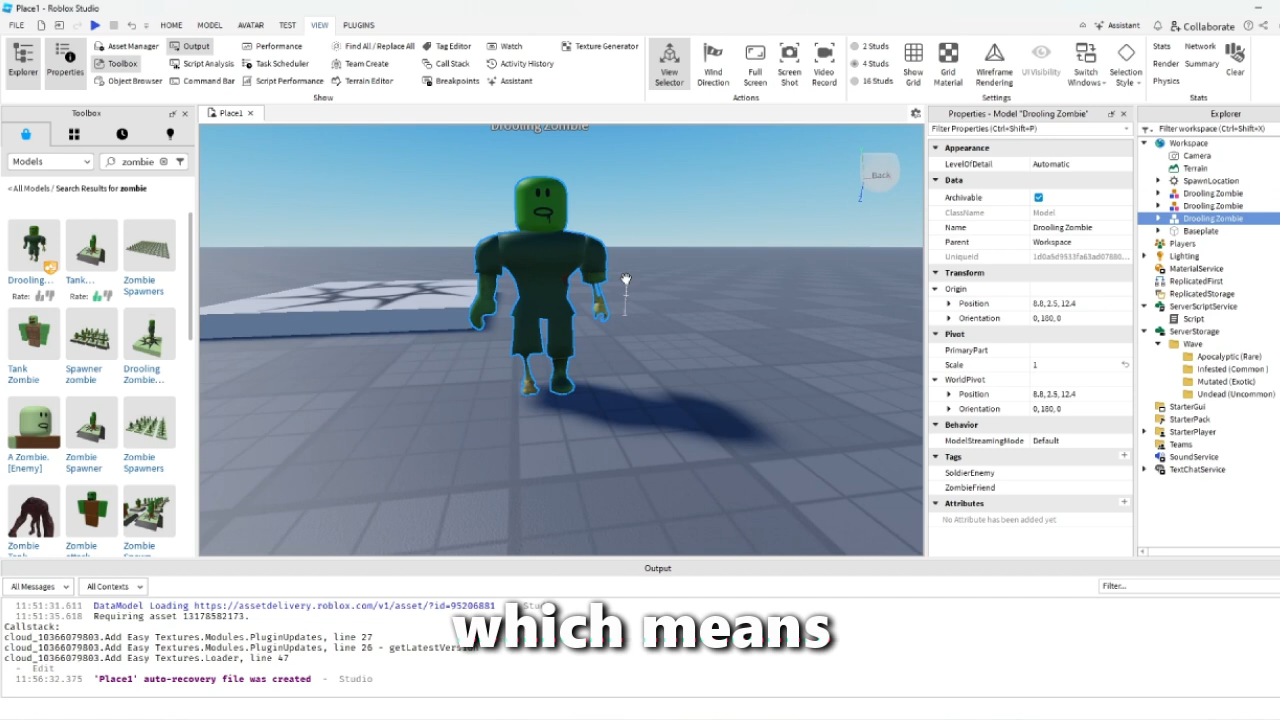 Place1 - Roblox Studio
FILE HOME MODEL AVATAR TEST VIEW PLUGINS Assistant Collaborate Share
Explorer Properties
Asset Manager Output Performance Find All / Replace All Tag Editor Watch Texture Generator
Toolbox Script Analysis Task Scheduler Team Create Call Stack Activity History
Object Browser Command Bar Script Performance Terrain Editor Breakpoints Assistant
Show
View Selector Wind Direction Full Screen Screen Shot Video Record
Actions
2 Studs
4 Studs
16 Studs
Show Grid Grid Material Wireframe Rendering UI Visibility Switch Windows Selection Style
Settings
Stats Network
Render Summary
Physics
Clear
Stats
Toolbox
Models zombie
< All Models / Search Results for zombie
Drooling... Tank... Zombie Spawners
Rate: Rate:
Tank Zombie Spawner zombie Drooling Zombie...
A Zombie. [Enemy] Zombie Spawner Zombie Spawners
Zombie Zombie Zombie
Place1
Drooling Zombie
Back
Properties - Model "Drooling Zombie"
Filter Properties (Ctrl+Shift+P)
Appearance
LevelOfDetail Automatic
Data
Archivable
ClassName Model
Name Drooling Zombie
Parent Workspace
UniqueId
Transform
Origin
Position 8.8, 2.5, 12.4
Orientation 0, 180, 0
Pivot
PrimaryPart
Scale 1
WorldPivot
Position 8.8, 2.5, 12.4
Orientation 0, 180, 0
Behavior
ModelStreamingMode Default
Tags
SoldierEnemy
ZombieFriend
Attributes
No Attribute has been added yet
Explorer
Filter workspace (Ctrl+Shift+X)
Workspace
Camera
Terrain
SpawnLocation
Drooling Zombie
Drooling Zombie
Drooling Zombie
Baseplate
Players
Lighting
MaterialService
ReplicatedFirst
ReplicatedStorage
ServerScriptService
Script
ServerStorage
Wave
Apocalyptic (Rare)
Infested (Common )
Mutated (Exotic)
Undead (Uncommon)
StarterGui
StarterPack
StarterPlayer
Teams
SoundService
TextChatService
Output
All Messages All Contexts Filter...
11:51:31.611 DataModel Loading https://assetdelivery.roblox.com/v1/asset/?id=95206881 - Studio
11:51:35.618 Requiring asset 13178582173.
Callstack:
cloud_10366079803.Add Easy Textures.Modules.PluginUpdates, line 27
cloud_10366079803.Add Easy Textures.Modules.PluginUpdates, line 26 - getLatestVersion
cloud_10366079803.Add Easy Textures.Loader, line 47
- Edit
11:56:32.375 'Place1' auto-recovery file was created - Studio
which means